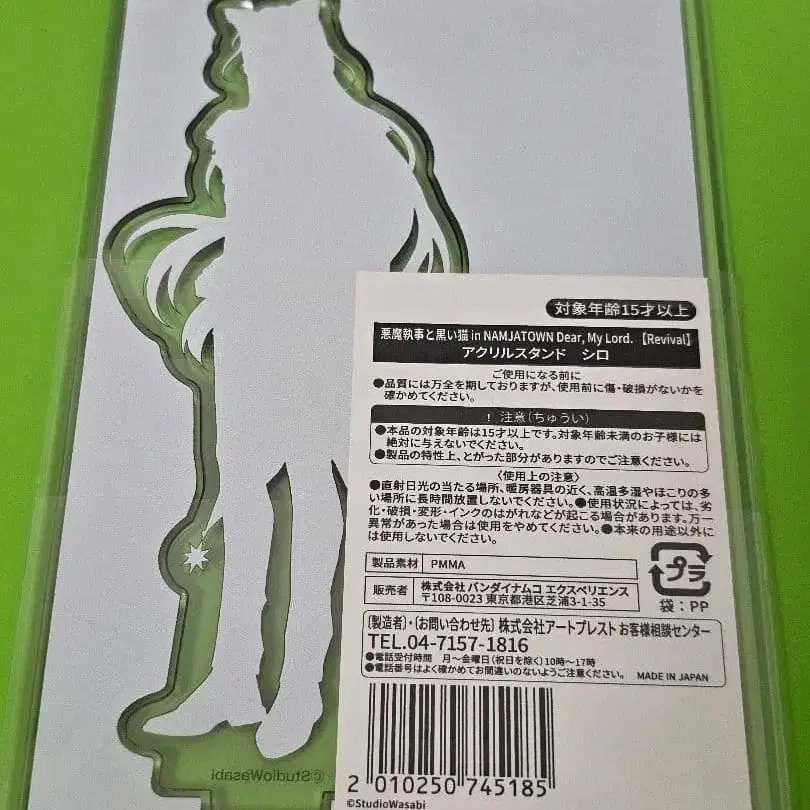 対象年齢15才以上
悪魔執事と黒い猫 in NAMJATOWN Dear, My Lord. 【Revival】
アクリルスタンド シロ
ご使用になる前に
●品質には万全を期しておりますが、使用前に傷・破損がないかを
確かめてください。
! 注意(ちゅうい)
●本品の対象年齢は15才以上です。対象年齢未満のお子様には
絶対に与えないでください。
●製品の特性上、とがった部分がありますのでご注意ください。
〈使用上の注意〉
●直射日光の当たる場所、暖房器具の近く、高温多湿やほこりの多
い場所に長時間放置しないでください。●使用状況によっては、劣
化・破損・変形・インクのはがれなどが起こる場合があります。万一
異常があった場合は使用をやめてください。●本来の用途以外に
は使用しないでください。
製品素材 PMMA
販売者 株式会社 バンダイナムコ エクスペリエンス
〒108-0023 東京都港区芝浦3-1-35
プラ
袋：PP
〔製造者〕・〔お問い合わせ先〕 株式会社アートプレスト お客様相談センター
TEL.04-7157-1816
●電話受付時間 月〜金曜日(祝日を除く)10時〜17時
●電話番号はよく確かめてお間違いのないようご注意ください。 MADE IN JAPAN
2 010250 745185
©StudioWasabi
©StudioWasabi